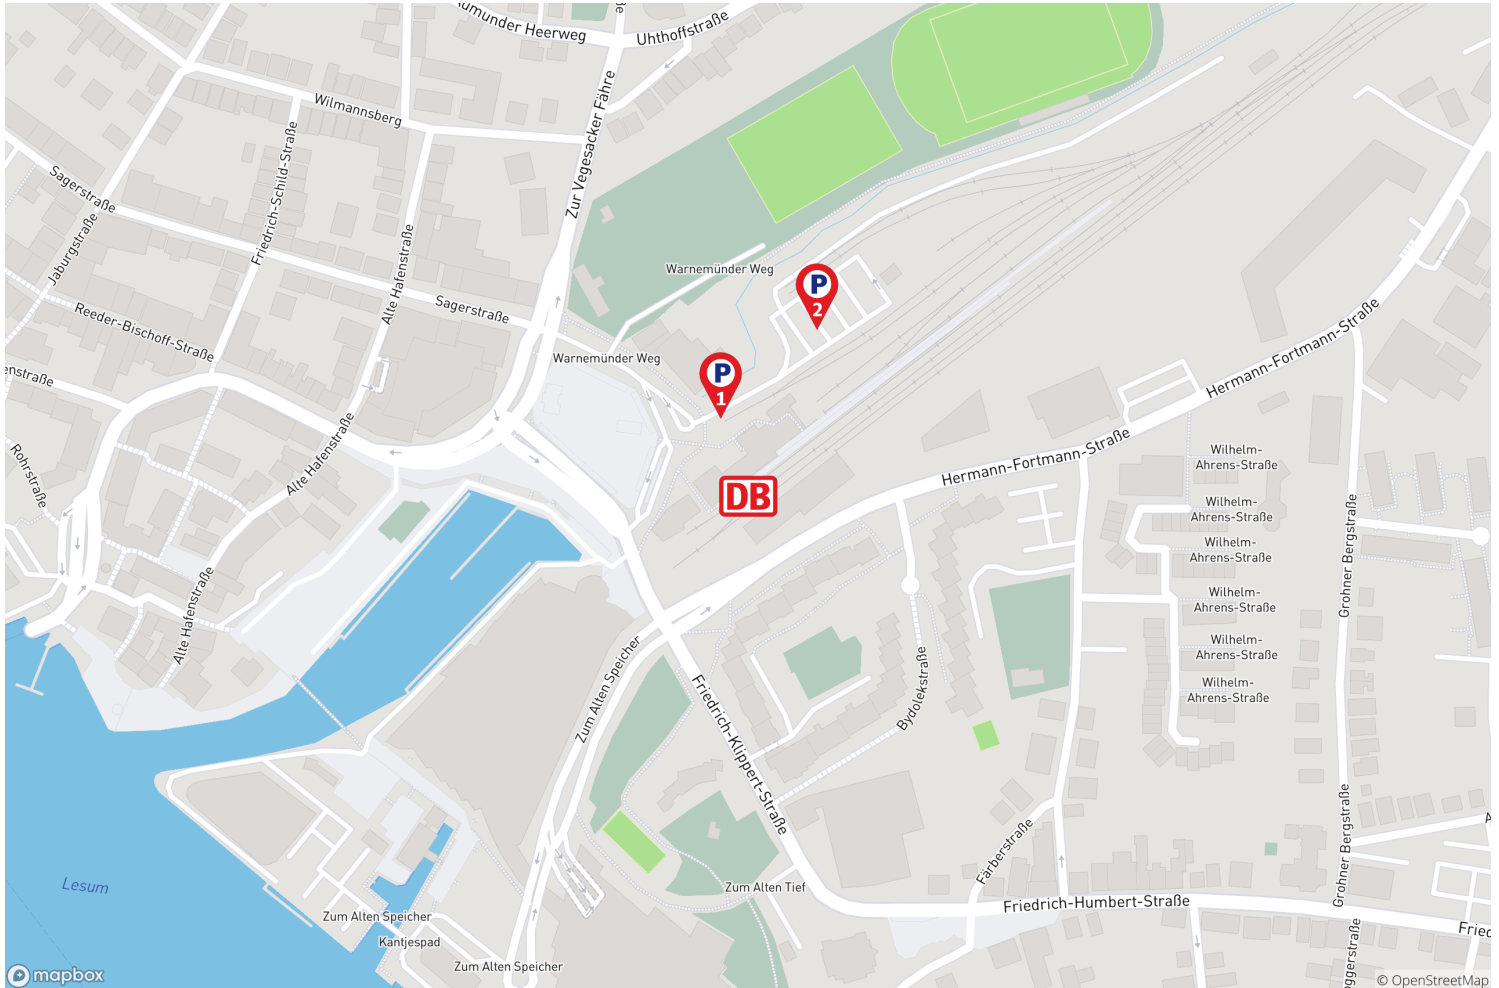 Heerweg
Uhthoffstraße
Wilmannsberg
Zur Vegesacker Fähre
Friedrich-Schild-Straße
Sagerstraße
Jaburgstraße
Alte Hafenstraße
Warnemünder Weg
P
2
Sagerstraße
Reeder-Bischoff-Straße
Warnemünder Weg
P
1
Hermann-Fortmann-Straße
Hermann-Fortmann-Straße
Alte Hafenstraße
Rohrstraße
DB
Wilhelm-
Ahrens-Straße
Wilhelm-
Ahrens-Straße
Wilhelm-
Ahrens-Straße
Wilhelm-
Ahrens-Straße
Wilhelm-
Ahrens-Straße
Wilhelm-
Ahrens-Straße
Grohner Bergstraße
Alte Hafenstraße
Zum Alten Speicher
Bydolekstraße
Friedrich-Klippert-Straße
Grohner Bergstraße
Färberstraße
Lesum
Zum Alten Tief
Friedrich-Humbert-Straße
Zum Alten Speicher
Kantjespad
Zum Alten Speicher
mapbox
© OpenStreetMap